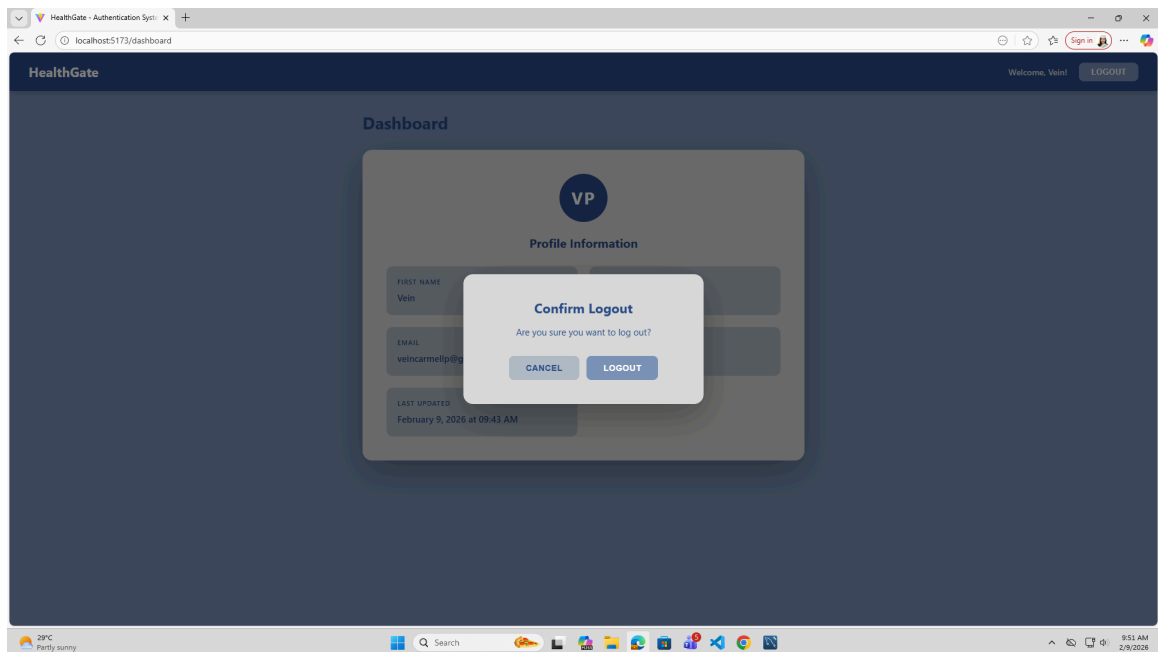 HealthGate - Authentication Syst
localhost:5173/dashboard
Sign in
HealthGate
Welcome, Vein!
LOGOUT
Dashboard
VP
Profile Information
FIRST NAME
Vein
EMAIL
veincarmellp@g
LAST UPDATED
February 9, 2026 at 09:43 AM
Confirm Logout
Are you sure you want to log out?
CANCEL
LOGOUT
29°C
Partly sunny
Search
5
9:51 AM
2/9/2026